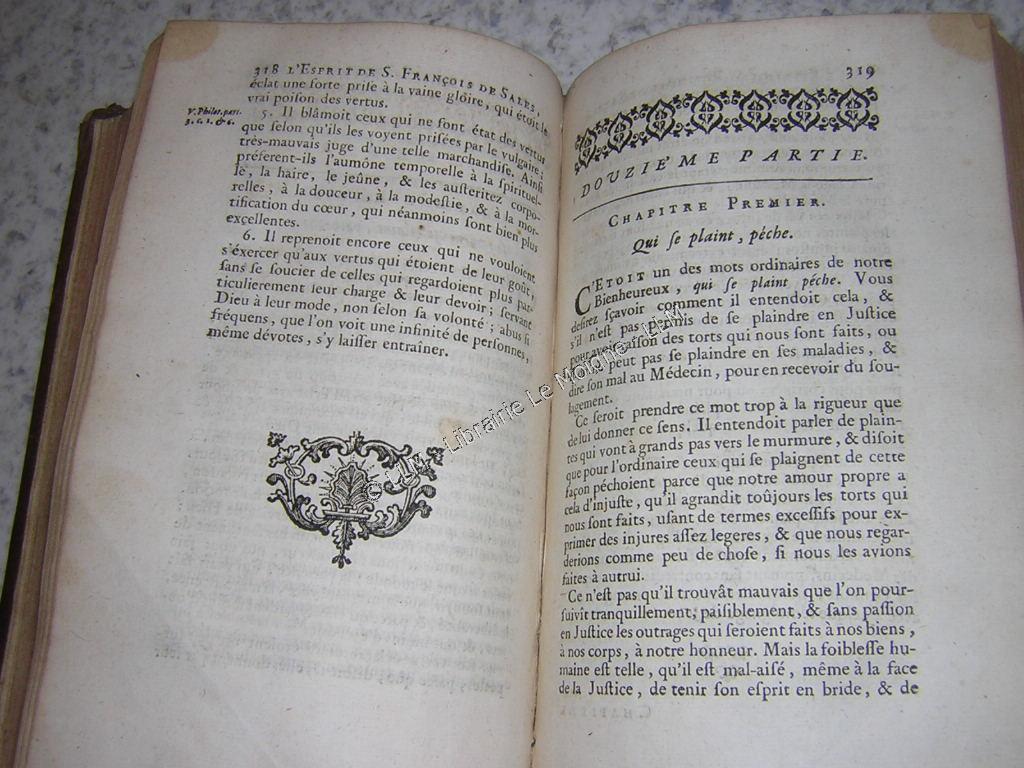 318 L'ESPRIT DE S. FRANÇOIS DE SALES,
éclat une forte prise à la vaine gloire, qui étoit le
vrai poison des vertus.
V. Philot. part.
3. c. 1. & 6.
5. Il blâmoit ceux qui ne font état des vertus
que selon qu'ils les voyent prisées par le vulgaire;
très-mauvais juge d'une telle marchandise. Ainsi
préferent-ils l'aumône temporelle à la spirituel-
le, la haire, le jeûne, & les austeritez corpo-
relles, à la douceur, à la modestie, & à la mor-
tification du cœur, qui néanmoins sont bien plus
excellentes.
6. Il reprenoit encore ceux qui ne vouloient
s'éxercer qu'aux vertus qui étoient de leur goût,
sans se soucier de celles qui regardoient plus par-
ticulierement leur charge & leur devoir; servant
Dieu à leur mode, non selon sa volonté; abus si
fréquens, que l'on voit une infinité de personnes,
même dévotes, s'y laisser entraîner.
319
DOUZIE'ME PARTIE.
CHAPITRE PREMIER.
Qui se plaint, péche.
C'ETOIT un des mots ordinaires de notre
Bienheureux, qui se plaint péche. Vous
desirez sçavoir comment il entendoit cela, &
s'il n'est pas permis de se plaindre en Justice
pour avoir raison des torts qui nous sont faits, ou
peut pas se plaindre en ses maladies, &
dire son mal au Médecin, pour en recevoir du sou-
lagement.
Ce seroit prendre ce mot trop à la rigueur que
de lui donner ce sens. Il entendoit parler de plain-
tes qui vont à grands pas vers le murmure, & disoit
que pour l'ordinaire ceux qui se plaignent de cette
façon péchoient parce que notre amour propre a
cela d'injuste, qu'il agrandit toûjours les torts qui
nous sont faits, usant de termes excessifs pour ex-
primer des injures assez legeres, & que nous regar-
derions comme peu de chose, si nous les avions
faites à autrui.
Ce n'est pas qu'il trouvât mauvais que l'on pour-
suivît tranquillement, paisiblement, & sans passion
en Justice les outrages qui seroient faits à nos biens,
à nos corps, à notre honneur. Mais la foiblesse hu-
maine est telle, qu'il est mal-aisé, même à la face
de la Justice, de tenir son esprit en bride, & de
Librairie Le Moigne